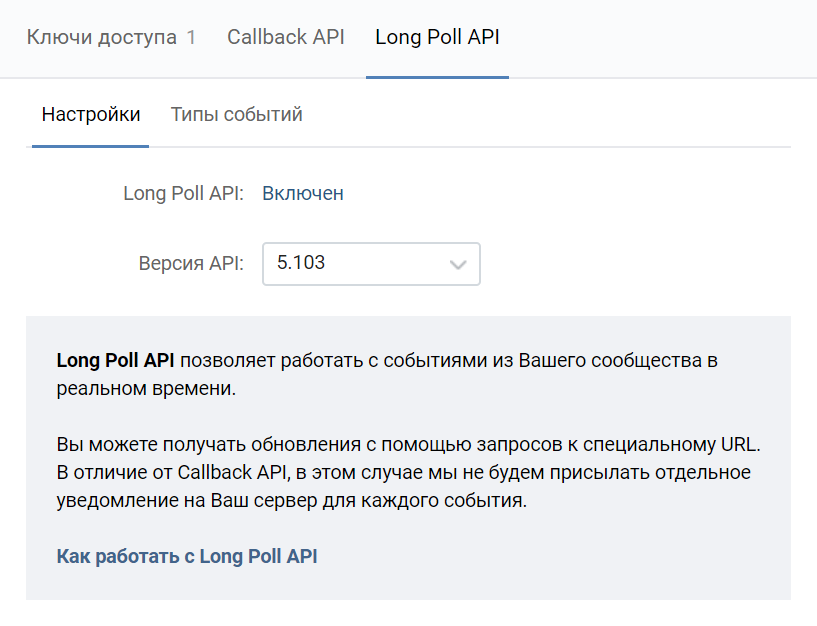 Ключи доступа 1 Callback API Long Poll API
Настройки Типы событий
Long Poll API: Включен
Версия API: 5.103
Long Poll API позволяет работать с событиями из Вашего сообщества в
реальном времени.
Вы можете получать обновления с помощью запросов к специальному URL.
В отличие от Callback API, в этом случае мы не будем присылать отдельное
уведомление на Ваш сервер для каждого события.
Как работать с Long Poll API